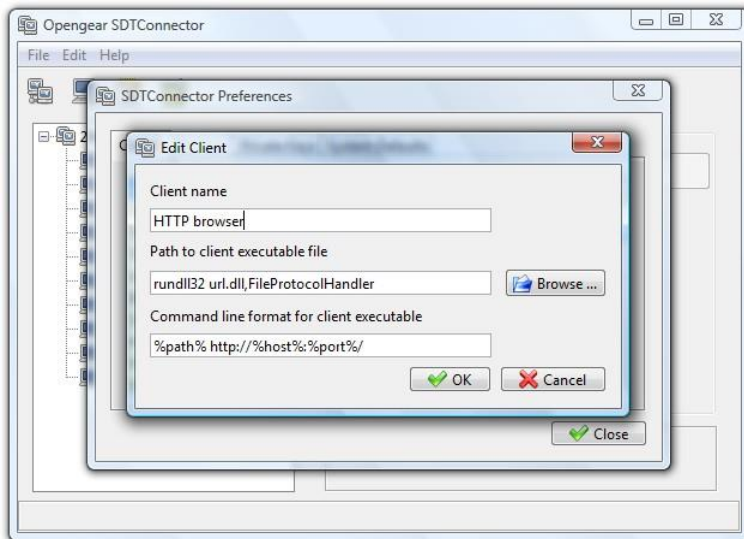 Opengear SDTConnector
File Edit Help
SDTConnector Preferences
2
Edit Client
Client name
HTTP browser
Path to client executable file
rundll32 url.dll,FileProtocolHandler
Browse ...
Command line format for client executable
%path% http://%host%:%port%/
OK Cancel
Close